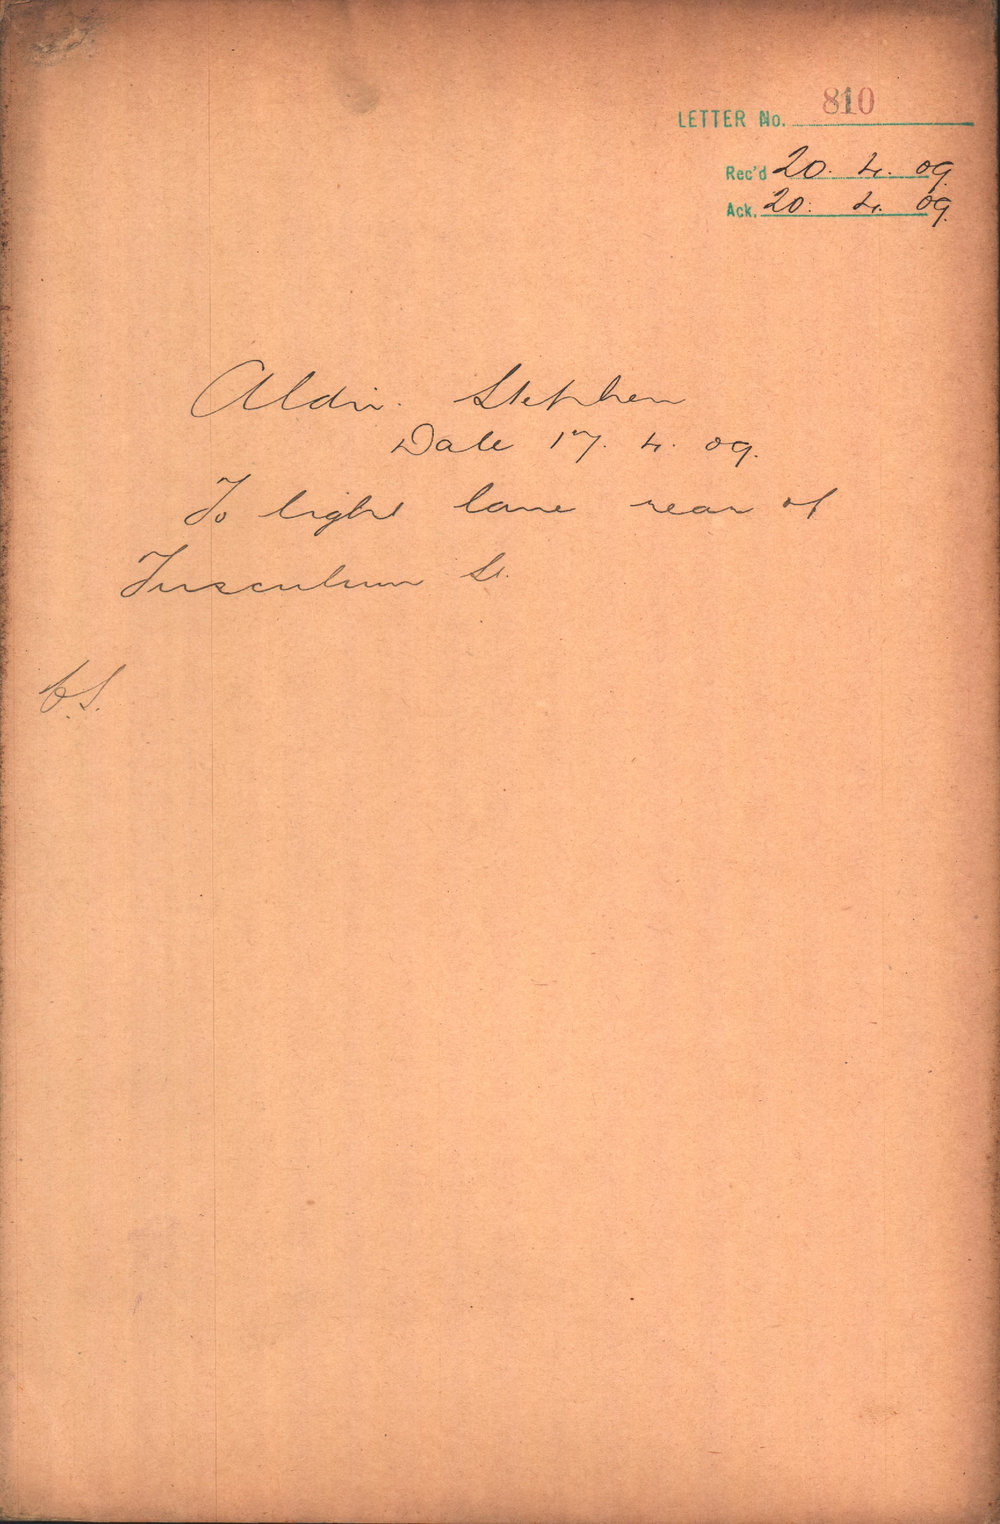 LETTER No. 810
Rec'd 20. 4. 09
Ack. 20. 4. 09.
Aldn. Stephen
Date 17. 4. 09.
To light lane rear of
Tusculum St.
C.S.